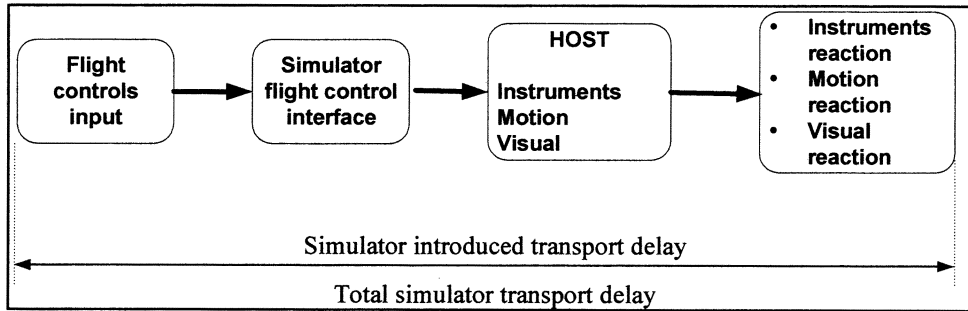 Flight
controls
input
Simulator
flight control
interface
HOST
Instruments
Motion
Visual
• Instruments
reaction
• Motion
reaction
• Visual
reaction
Simulator introduced transport delay
Total simulator transport delay